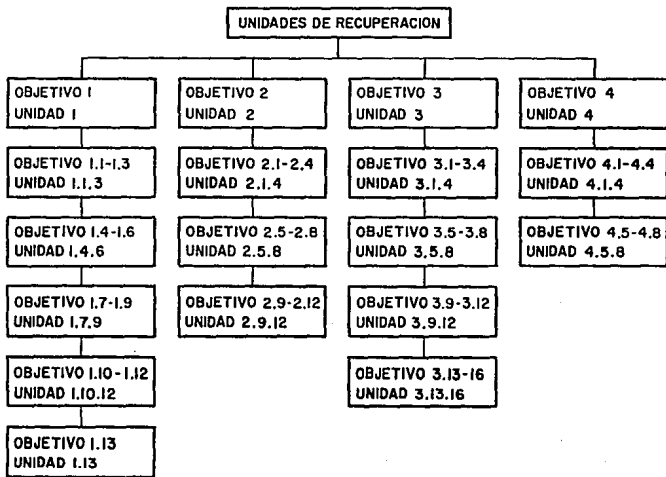 UNIDADES DE RECUPERACION
OBJETIVO 1
UNIDAD 1
OBJETIVO 1.1-1.3
UNIDAD 1.1.3
OBJETIVO 1.4-1.6
UNIDAD 1.4.6
OBJETIVO 1.7-1.9
UNIDAD 1.7.9
OBJETIVO 1.10-1.12
UNIDAD 1.10.12
OBJETIVO 1.13
UNIDAD 1.13
OBJETIVO 2
UNIDAD 2
OBJETIVO 2.1-2.4
UNIDAD 2.1.4
OBJETIVO 2.5-2.8
UNIDAD 2.5.8
OBJETIVO 2.9-2.12
UNIDAD 2.9.12
OBJETIVO 3
UNIDAD 3
OBJETIVO 3.1-3.4
UNIDAD 3.1.4
OBJETIVO 3.5-3.8
UNIDAD 3.5.8
OBJETIVO 3.9-3.12
UNIDAD 3.9.12
OBJETIVO 3.13-16
UNIDAD 3.13.16
OBJETIVO 4
UNIDAD 4
OBJETIVO 4.1-4.4
UNIDAD 4.1.4
OBJETIVO 4.5-4.8
UNIDAD 4.5.8